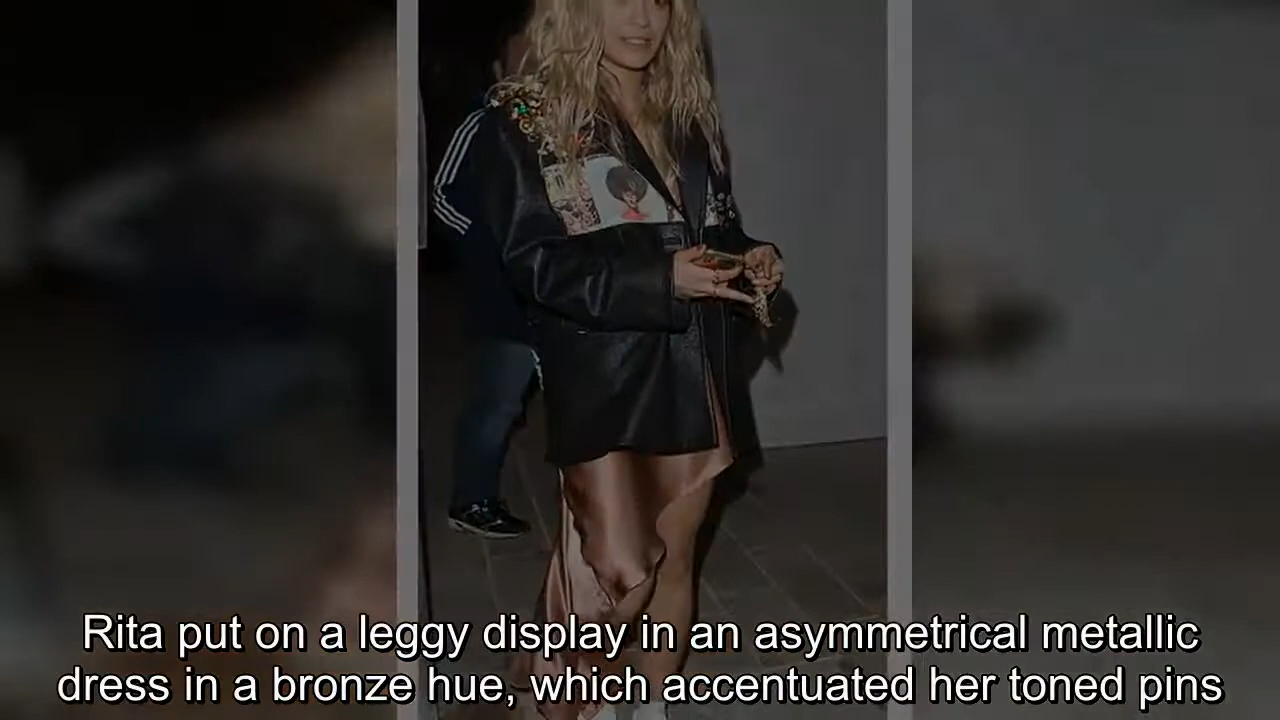 Rita put on a leggy display in an asymmetrical metallic
dress in a bronze hue, which accentuated her toned pins